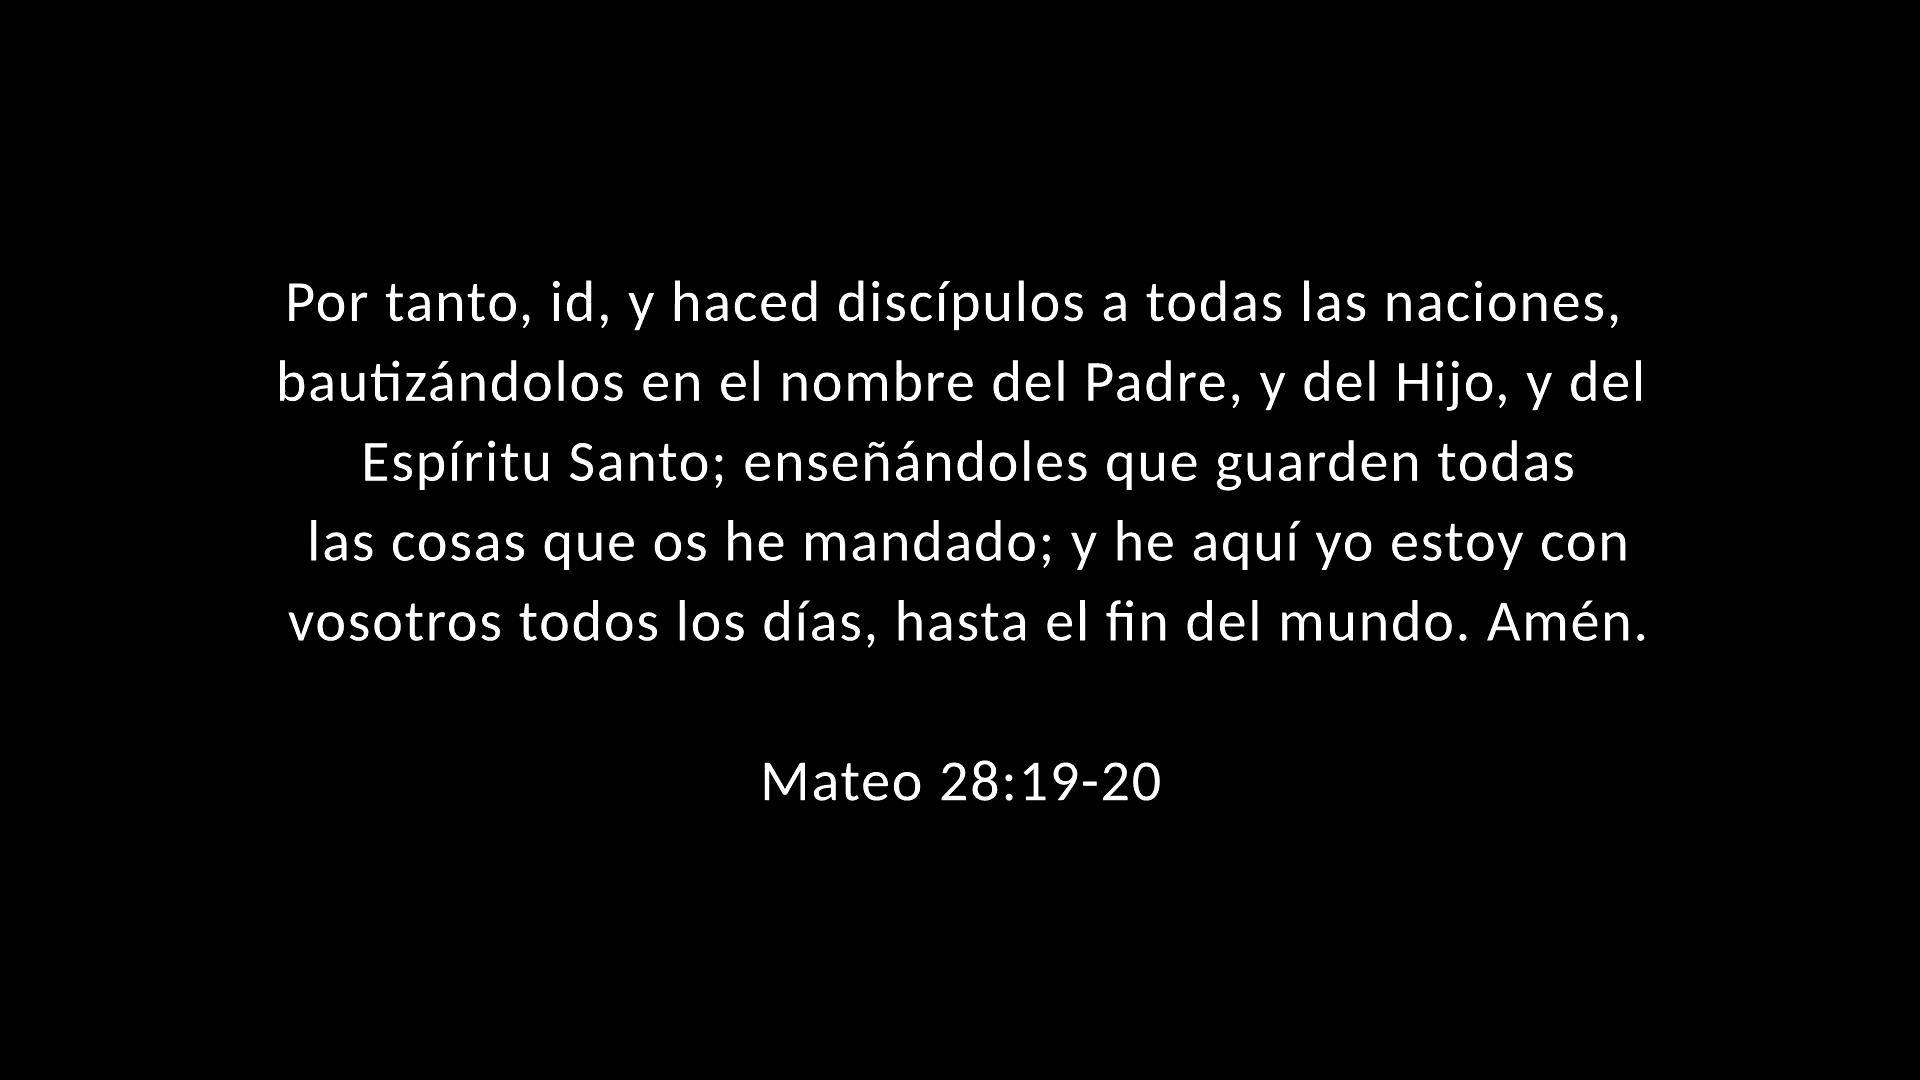 Por tanto, id, y haced discípulos a todas las naciones,
bautizándolos en el nombre del Padre, y del Hijo, y del
Espíritu Santo; enseñándoles que guarden todas
las cosas que os he mandado; y he aquí yo estoy con
vosotros todos los días, hasta el fin del mundo. Amén.
Mateo 28:19-20